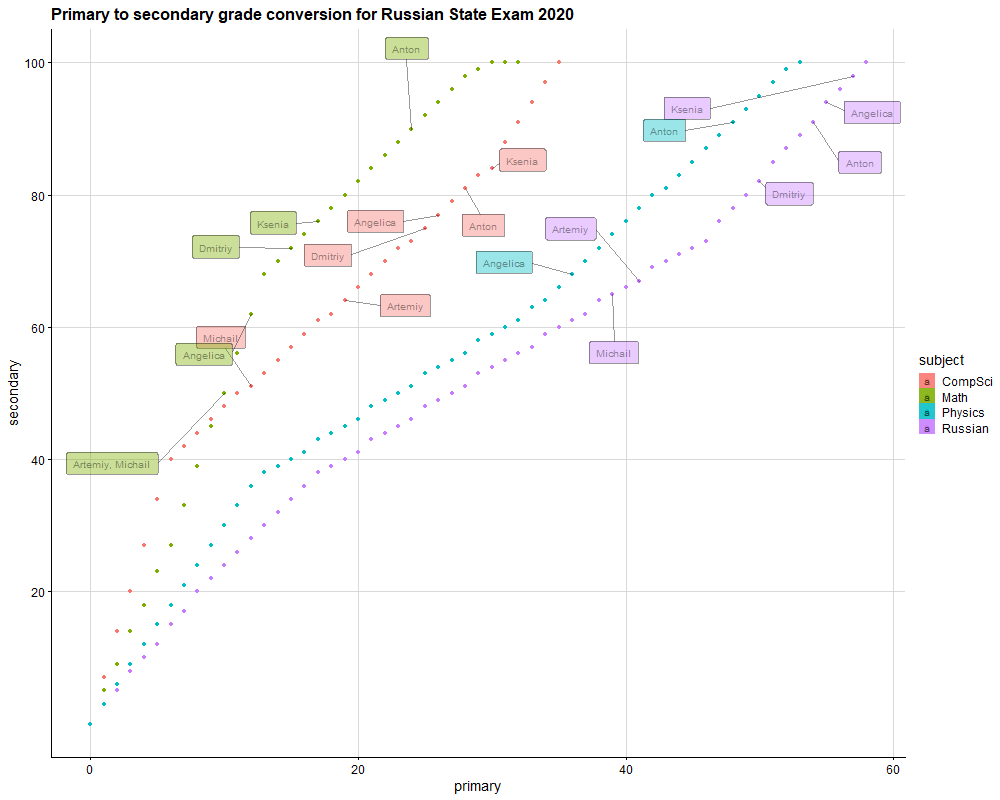 Primary to secondary grade conversion for Russian State Exam 2020
secondary
100
80
60
40
20
0
20
40
60
primary
Anton
Ksenia
Dmitriy
Michail
Angelica
Artemiy, Michail
Angelica
Dmitriy
Ksenia
Anton
Artemiy
Ksenia
Anton
Angelica
Anton
Dmitriy
Artemiy
Angelica
Michail
subject
a CompSci
a Math
a Physics
a Russian